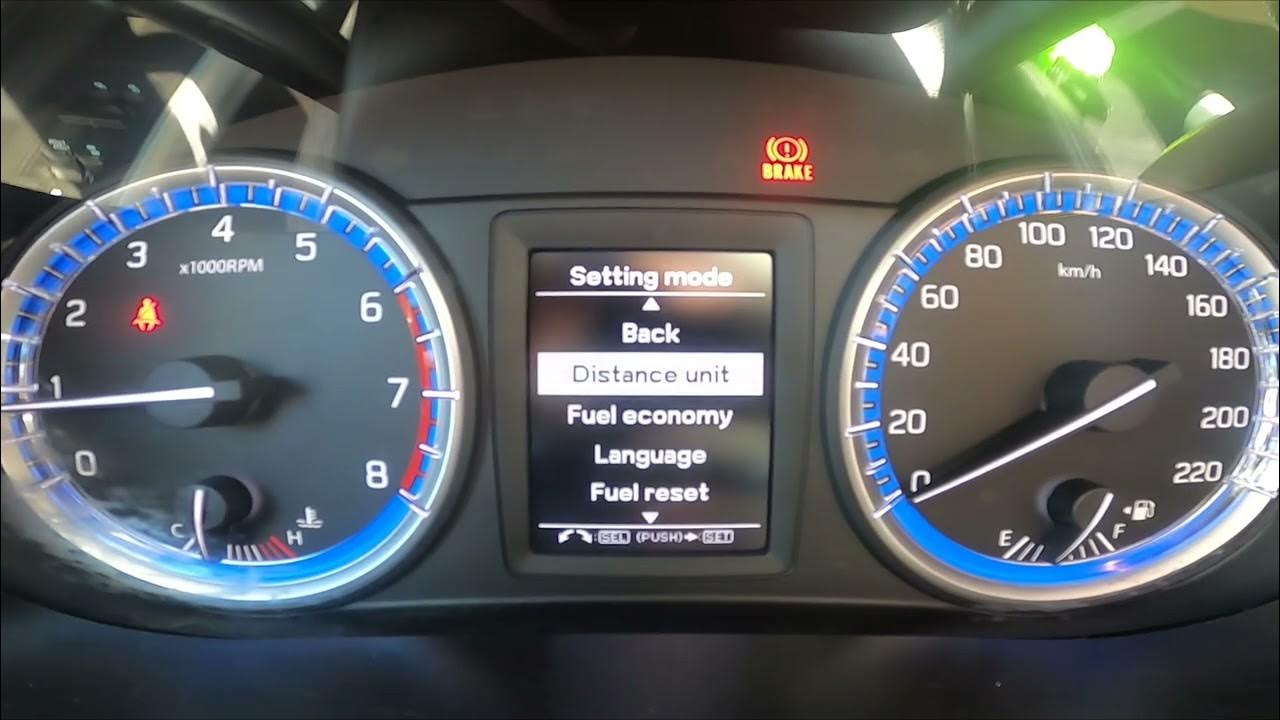 BRAKE
0
1
2
3
4
5
6
7
8
x1000RPM
C
H
Setting mode
Back
Distance unit
Fuel economy
Language
Fuel reset
:SEL (PUSH) SET
0
20
40
60
80
100
120
140
160
180
200
220
km/h
E
F